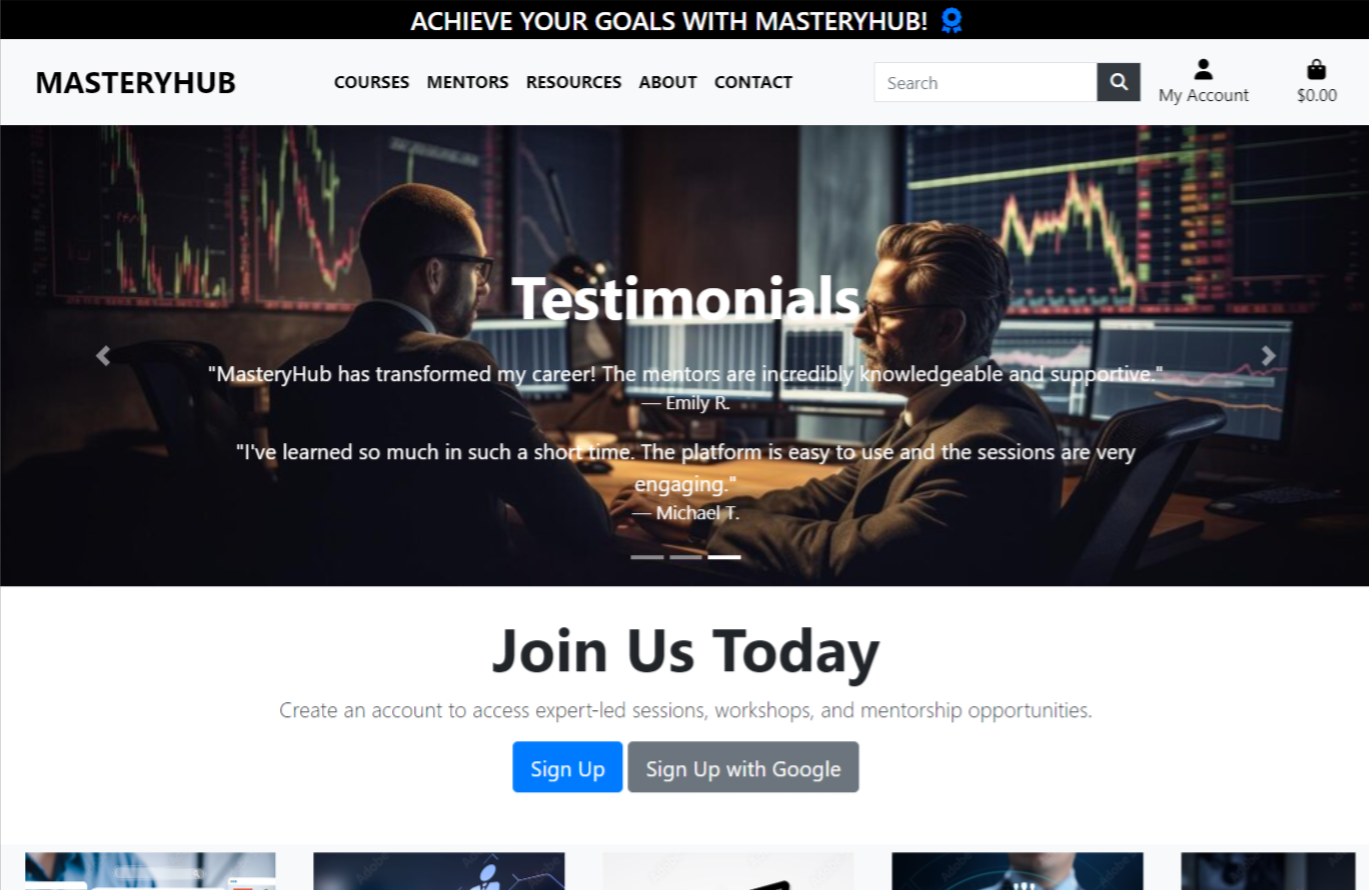 ACHIEVE YOUR GOALS WITH MASTERYHUB!
MASTERYHUB
COURSES MENTORS RESOURCES ABOUT CONTACT
Search
My Account
$0.00
Testimonials
"MasteryHub has transformed my career! The mentors are incredibly knowledgeable and supportive."
— Emily R.
"I've learned so much in such a short time. The platform is easy to use and the sessions are very
engaging."
— Michael T.
Join Us Today
Create an account to access expert-led sessions, workshops, and mentorship opportunities.
Sign Up
Sign Up with Google